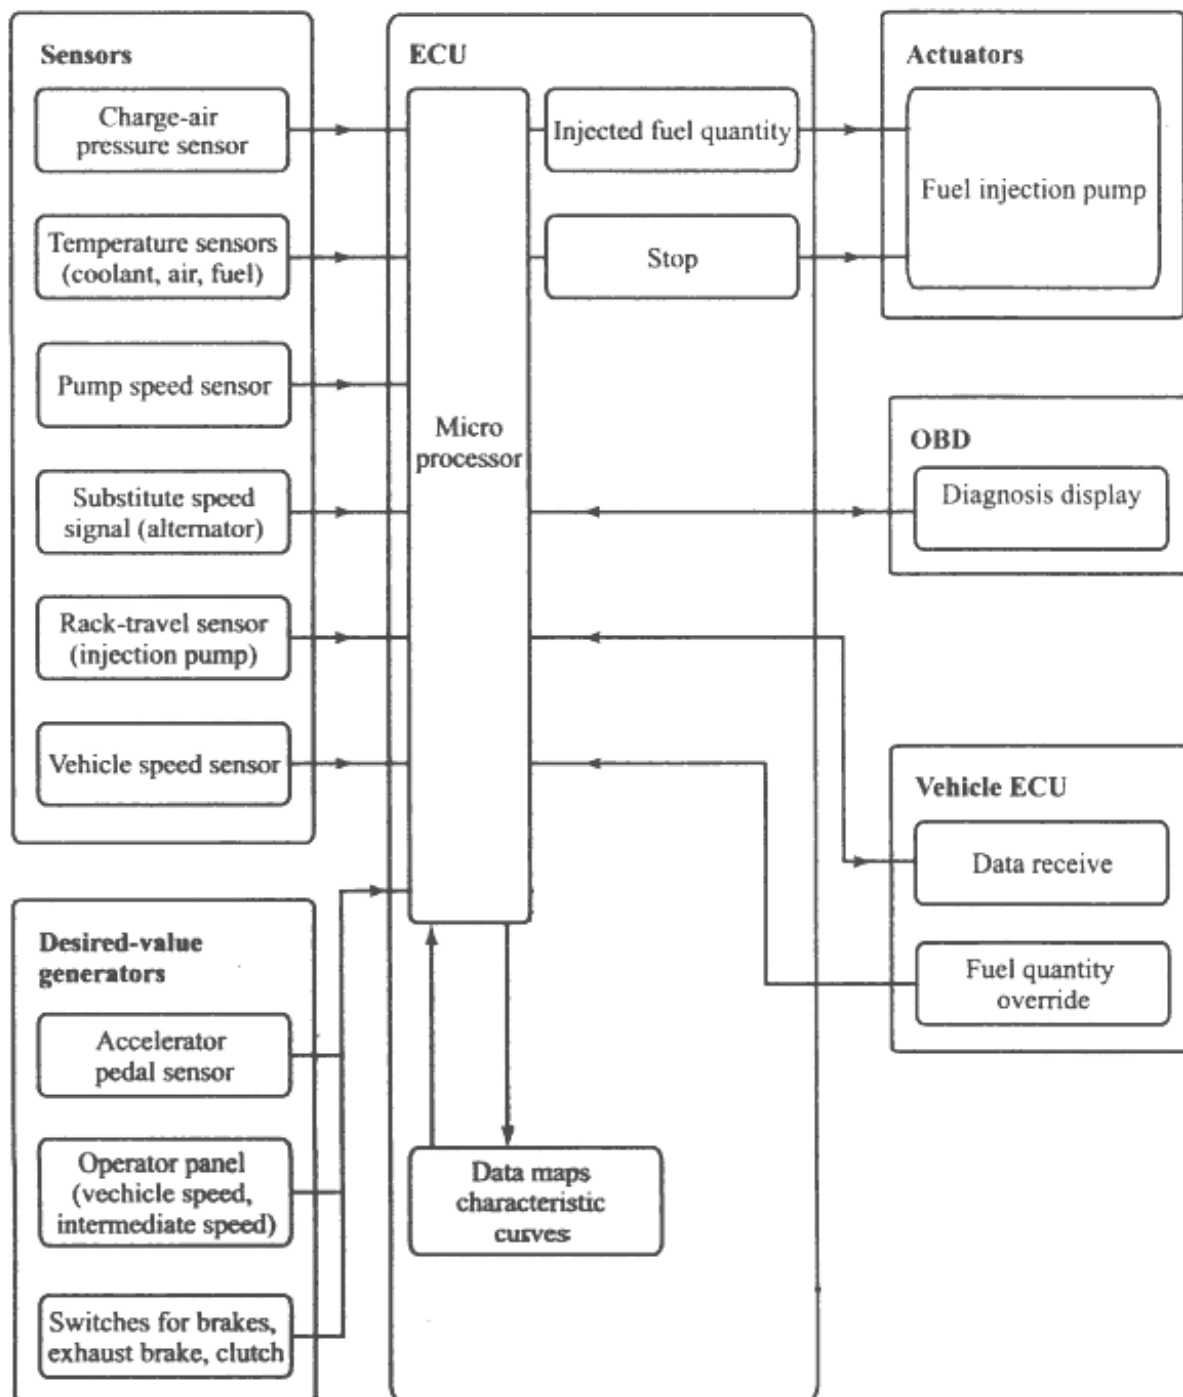 Sensors
Charge-air
pressure sensor
Temperature sensors
(coolant, air, fuel)
Pump speed sensor
Substitute speed
signal (alternator)
Rack-travel sensor
(injection pump)
Vehicle speed sensor
Desired-value
generators
Accelerator
pedal sensor
Operator panel
(vechicle speed,
intermediate speed)
Switches for brakes,
exhaust brake, clutch
ECU
Micro
processor
Injected fuel quantity
Stop
Data maps
characteristic
curves
Actuators
Fuel injection pump
OBD
Diagnosis display
Vehicle ECU
Data receive
Fuel quantity
override